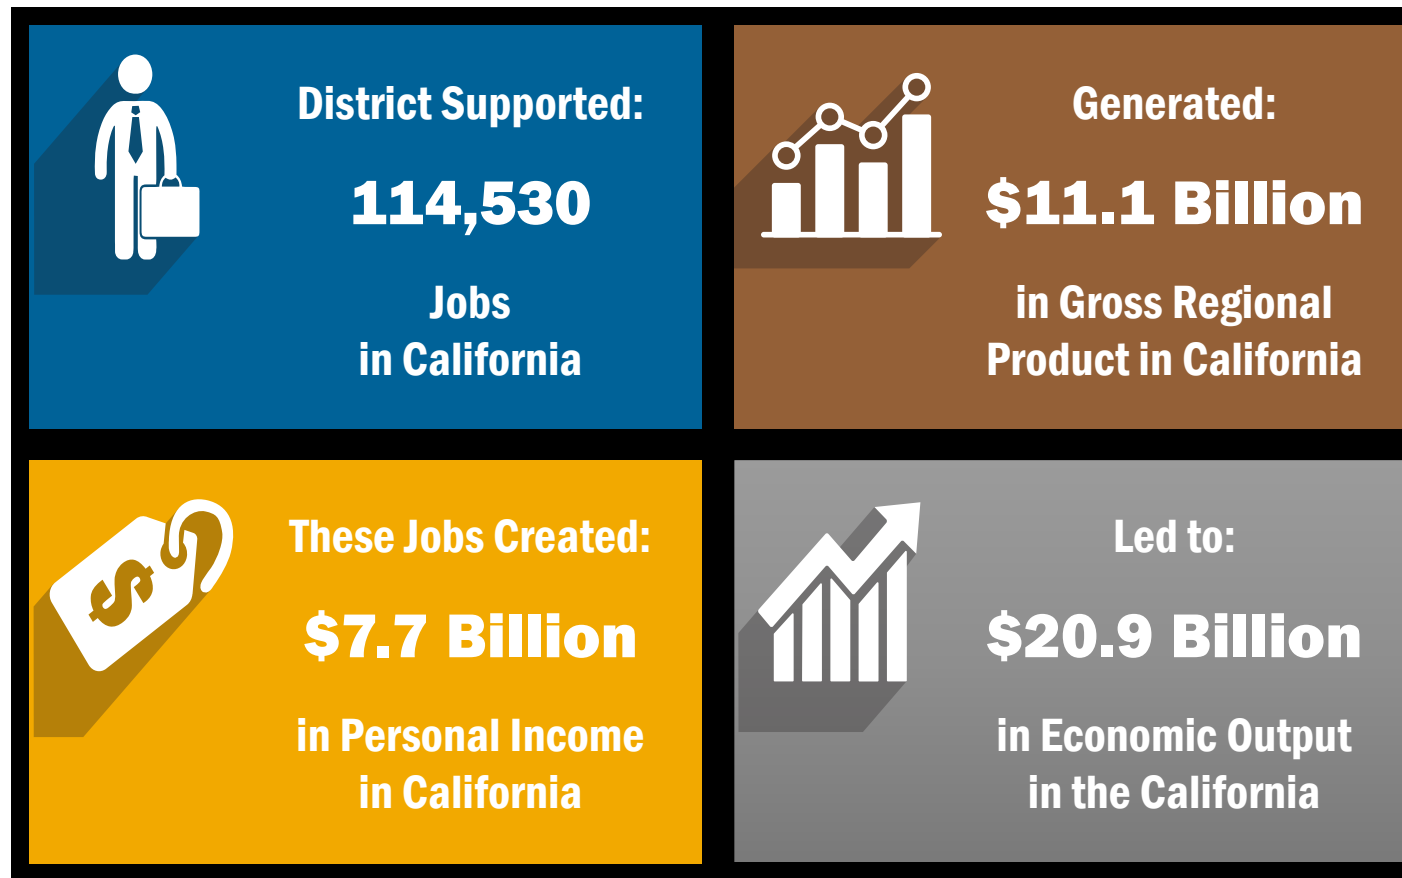 District Supported:
114,530
Jobs
in California
Generated:
$11.1 Billion
in Gross Regional
Product in California
These Jobs Created:
$7.7 Billion
in Personal Income
in California
Led to:
$20.9 Billion
in Economic Output
in the California